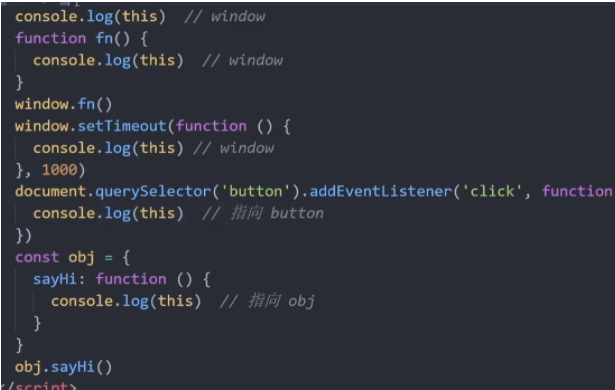 console.log(this)  // window
function fn() {
  console.log(this)  // window
}
window.fn()
window.setTimeout(function () {
  console.log(this) // window
}, 1000)
document.querySelector('button').addEventListener('click', function
  console.log(this)  // 指向 button
})
const obj = {
  sayHi: function () {
    console.log(this)  // 指向 obj
  }
}
obj.sayHi()
</script>